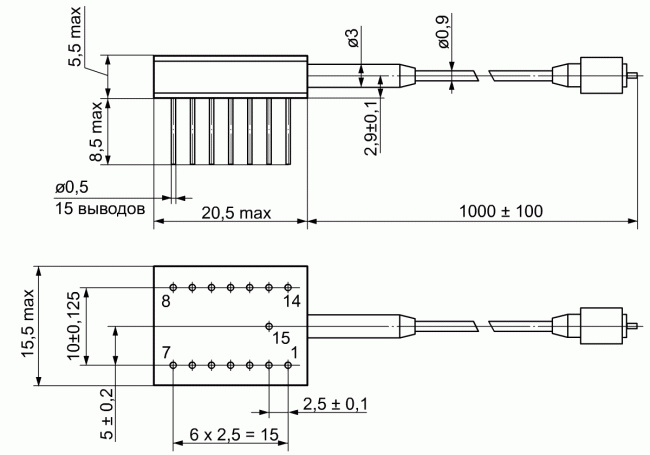 5,5 max
ø3
ø0,9
8,5 max
2,9±0,1
ø0,5
15 выводов
20,5 max
1000 ± 100
15,5 max
10±0,125
5 ± 0,2
8
14
15
7
1
2,5 ± 0,1
6 x 2,5 = 15